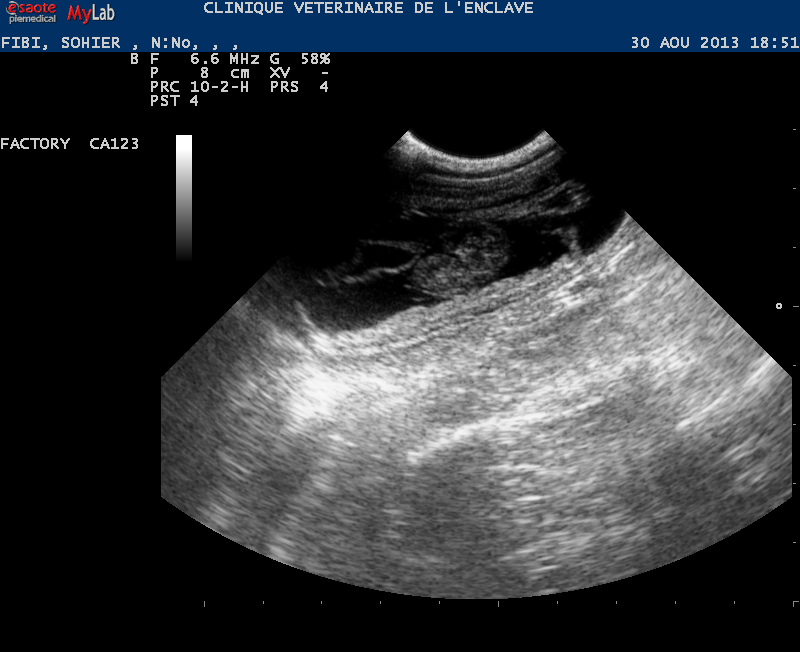 esaote
piemedical
MyLab
CLINIQUE VETERINAIRE DE L'ENCLAVE
FIBI, SOHIER , N:No, , ,
30 AOU 2013 18:51
B F 6.6 MHz G 58%
P 8 cm XV -
PRC 10-2-H PRS 4
PST 4
FACTORY CA123